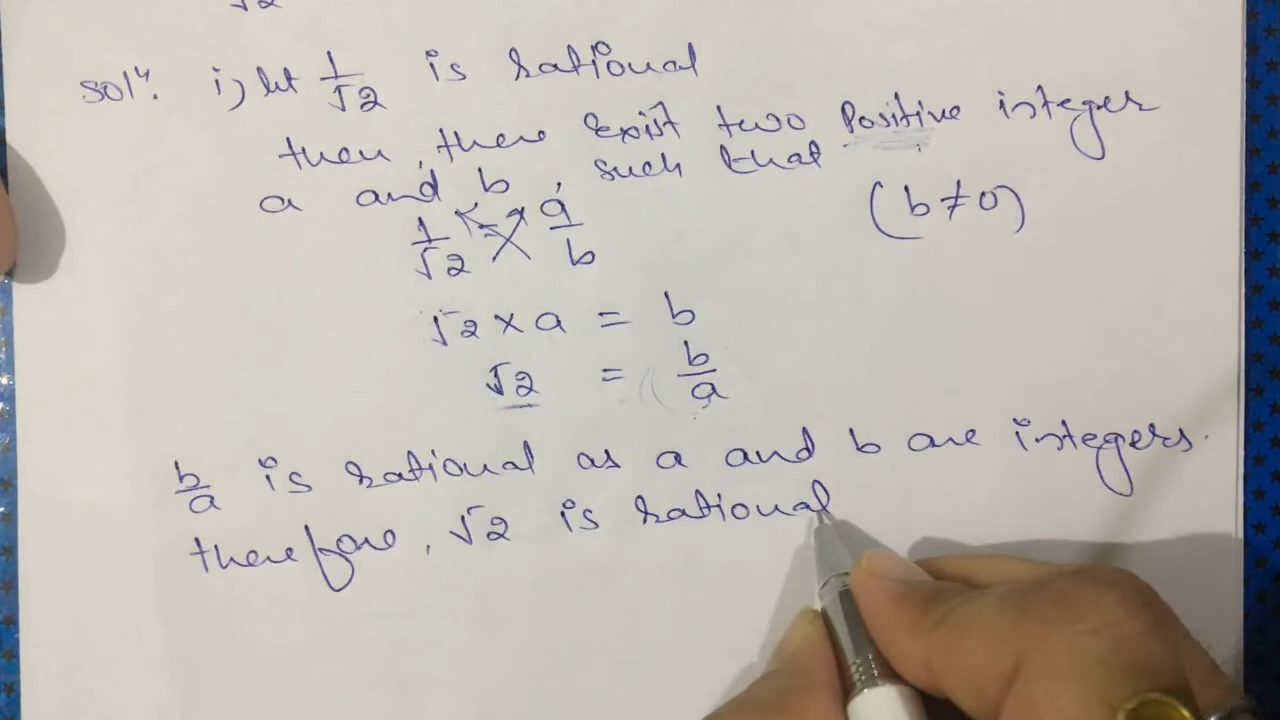 √2
Solⁿ. i) let 1/√2 is rational
then, there exist two Positive integer
a and b, such that
(b≠0)
1/√2 = a/b
√2 × a = b
√2 = b/a
b/a is rational as a and b are integers.
therefore, √2 is rational